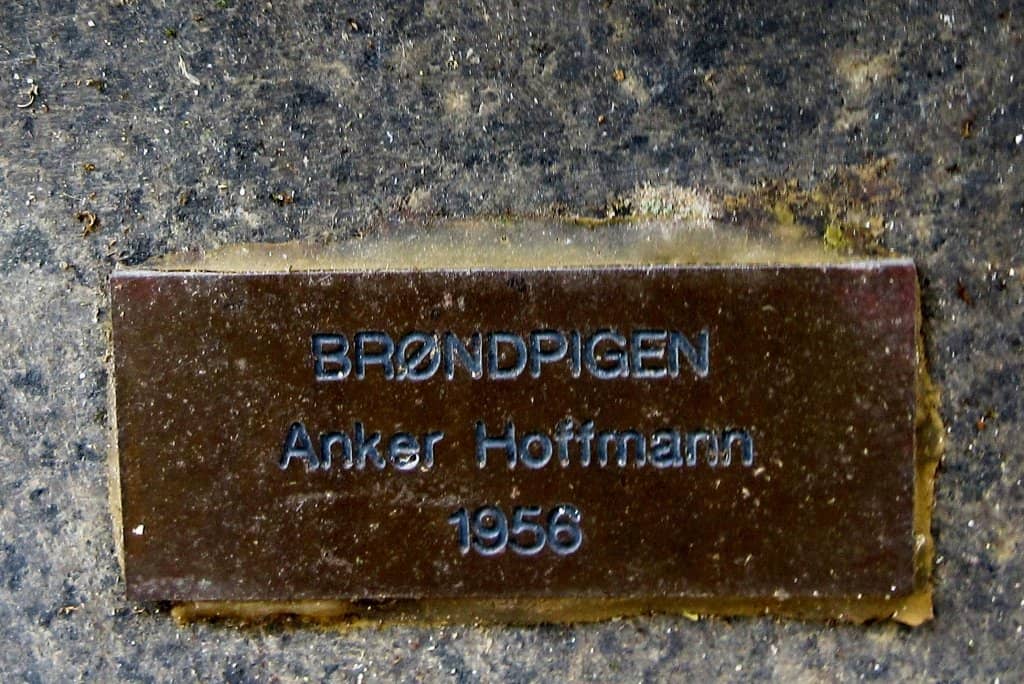 BRØNDPIGEN
Anker Hoffmann
1956